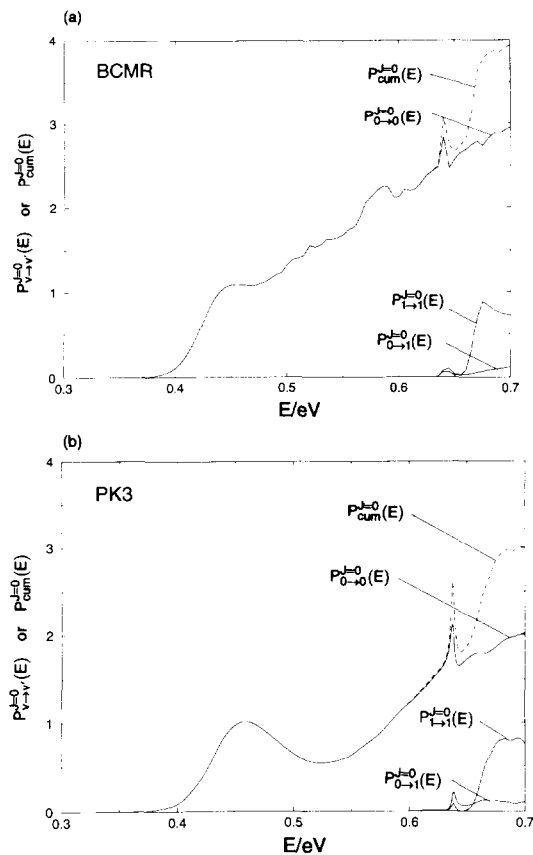 (a)
BCMR
P^{J=0}_{v→v'}(E) or P^{J=0}_{cum}(E)
4
3
2
1
0
P^{J=0}_{cum}(E)
P^{J=0}_{0→0}(E)
P^{J=0}_{1→1}(E)
P^{J=0}_{0→1}(E)
0.3 0.4 0.5 0.6 0.7
E/eV
(b)
PK3
P^{J=0}_{v→v'}(E) or P^{J=0}_{cum}(E)
4
3
2
1
0
P^{J=0}_{cum}(E)
P^{J=0}_{0→0}(E)
P^{J=0}_{1→1}(E)
P^{J=0}_{0→1}(E)
0.3 0.4 0.5 0.6 0.7
E/eV